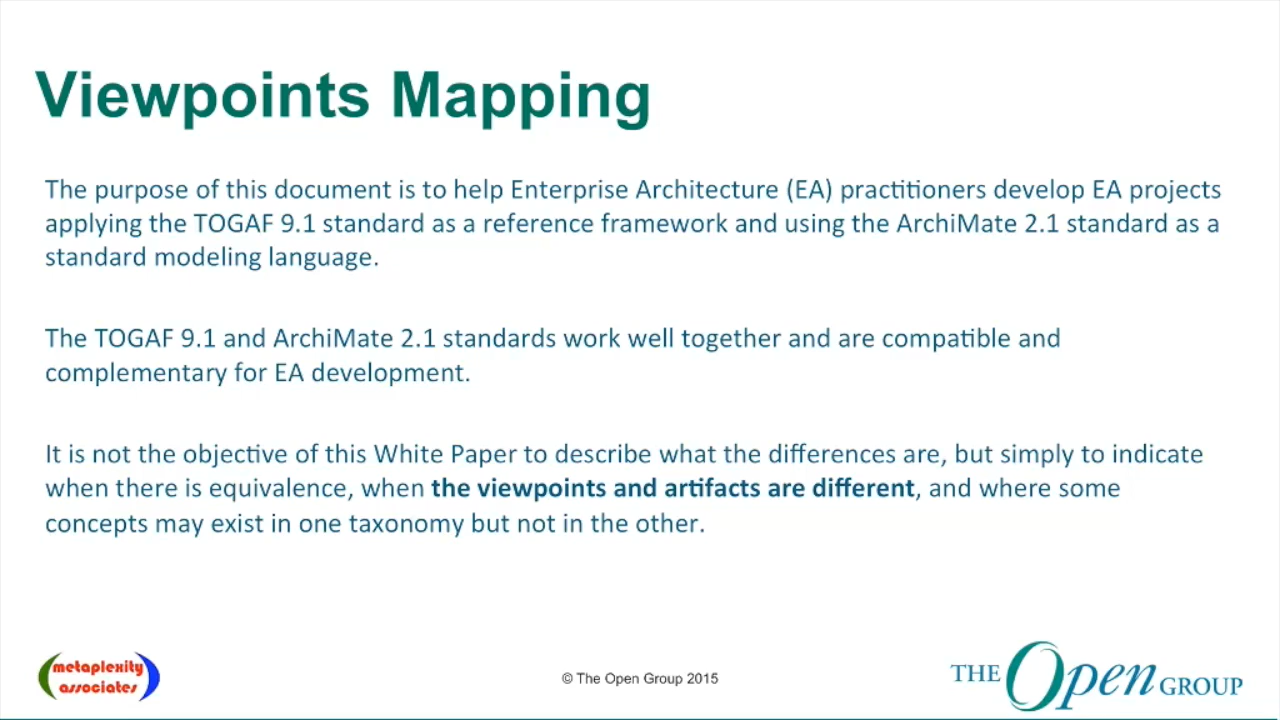 Viewpoints Mapping
The purpose of this document is to help Enterprise Architecture (EA) practitioners develop EA projects
applying the TOGAF 9.1 standard as a reference framework and using the ArchiMate 2.1 standard as a
standard modeling language.
The TOGAF 9.1 and ArchiMate 2.1 standards work well together and are compatible and
complementary for EA development.
It is not the objective of this White Paper to describe what the differences are, but simply to indicate
when there is equivalence, when the viewpoints and artifacts are different, and where some
concepts may exist in one taxonomy but not in the other.
metaplexity
associates
© The Open Group 2015
THE Open GROUP